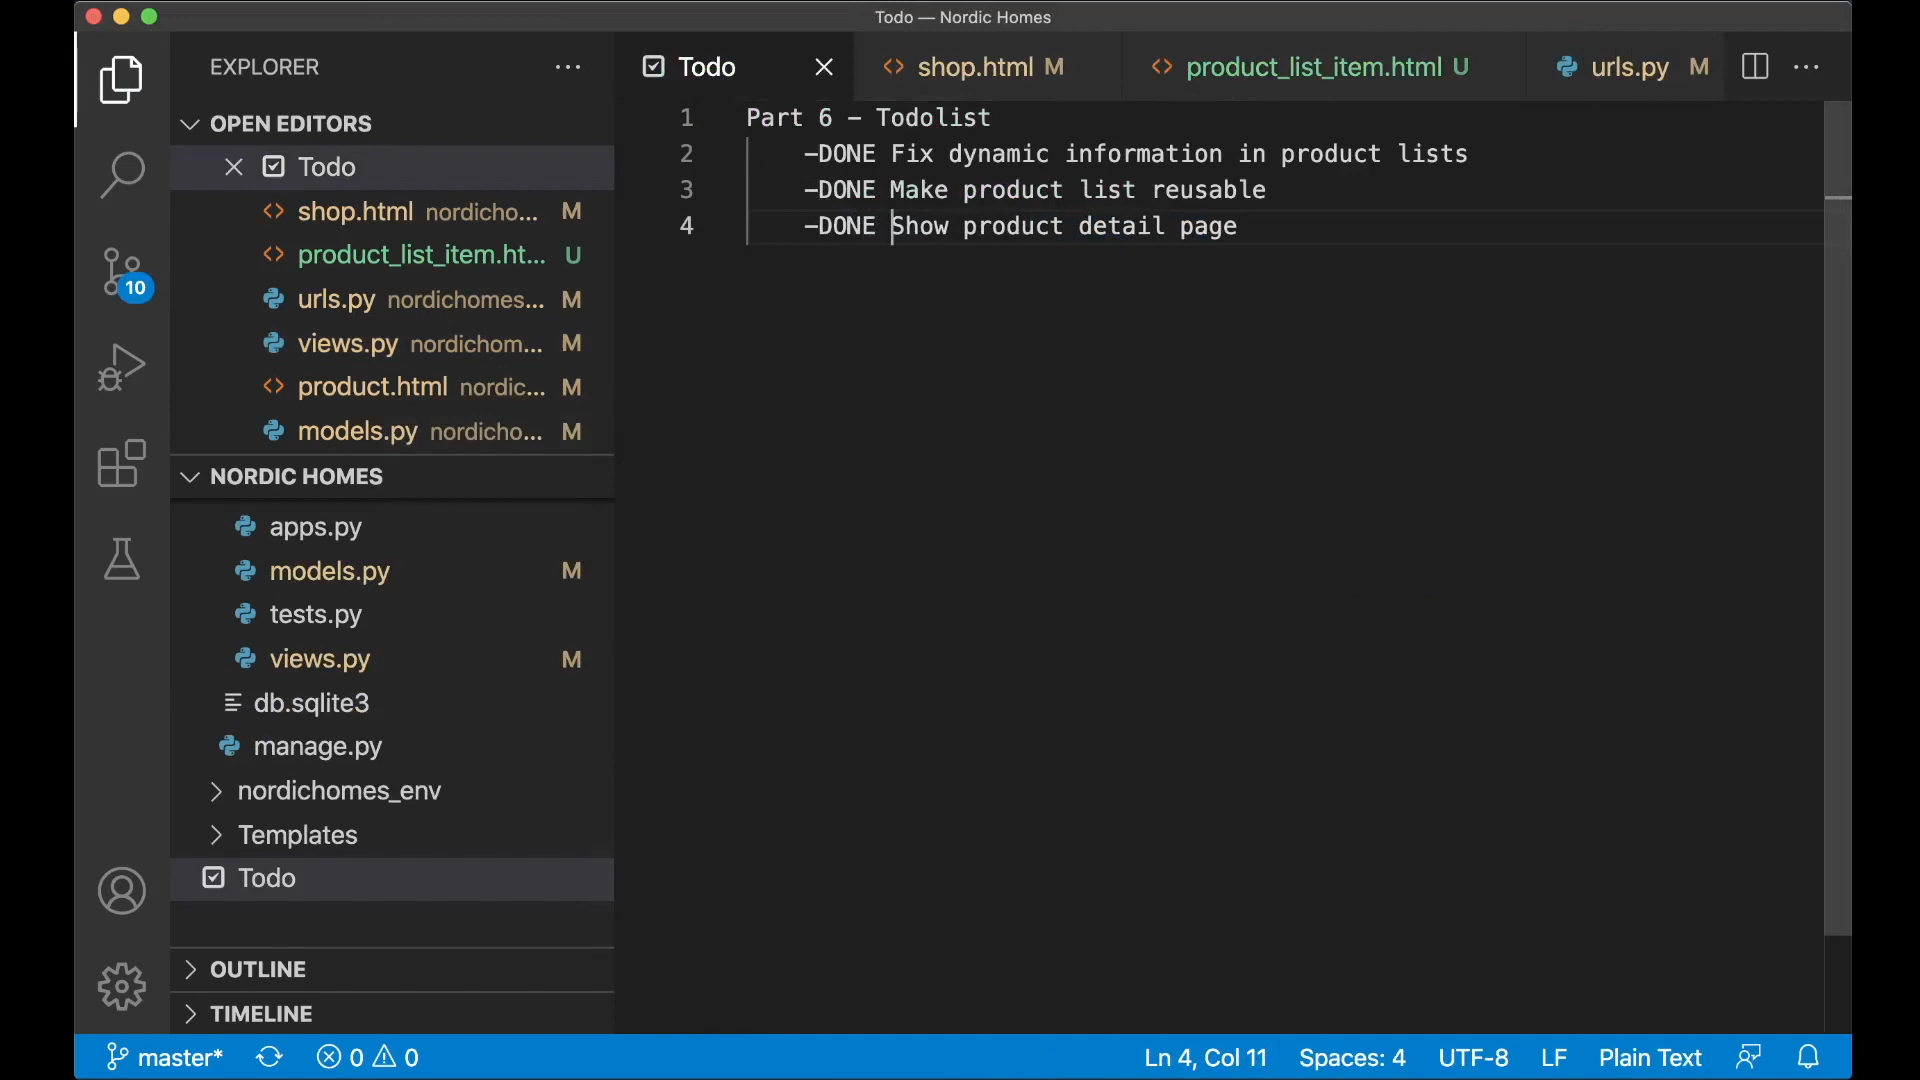 Todo — Nordic Homes
EXPLORER
Todo
shop.html M
product_list_item.html U
urls.py M
OPEN EDITORS
Todo
shop.html nordicho... M
product_list_item.ht... U
urls.py nordichomes... M
views.py nordichom... M
product.html nordic... M
models.py nordicho... M
NORDIC HOMES
apps.py
models.py M
tests.py
views.py M
db.sqlite3
manage.py
nordichomes_env
Templates
Todo
OUTLINE
TIMELINE
10
1 Part 6 - Todolist
2 -DONE Fix dynamic information in product lists
3 -DONE Make product list reusable
4 -DONE Show product detail page
master* 0 0 Ln 4, Col 11 Spaces: 4 UTF-8 LF Plain Text